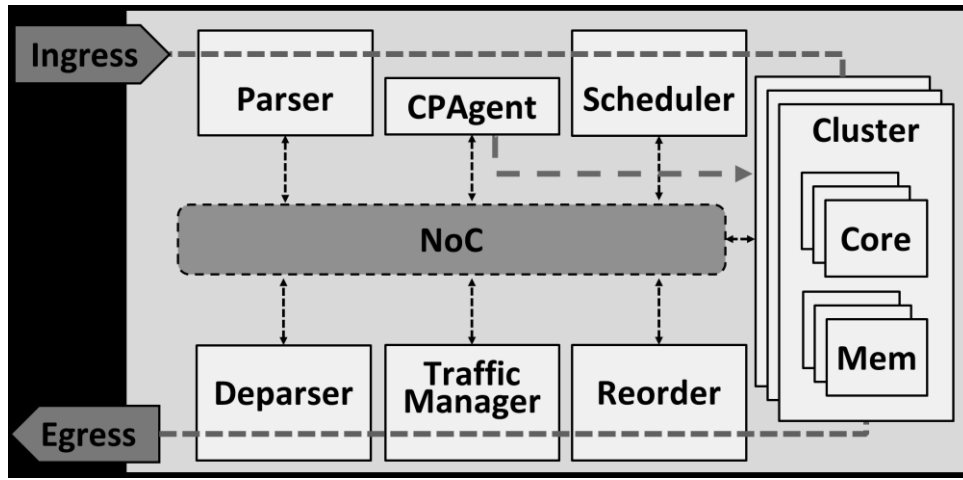 Ingress
Parser
CPAgent
Scheduler
Cluster
Core
Mem
NoC
Deparser
Traffic
Manager
Reorder
Egress